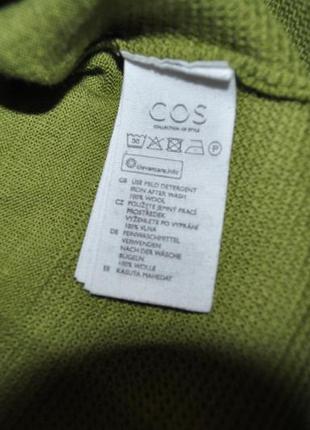 COS
COLLECTION OF STYLE
30
P
clevercare.info
GB USE MILD DETERGENT
IRON AFTER WASH
100% WOOL
CZ POUŽIJTE JEMNÝ PRACÍ
PROSTŘEDEK
VYŽEHLETE PO VYPRÁNÍ
100% VLNA
DE FEINWASCHMITTEL
VERWENDEN
NACH DER WÄSCHE
BÜGELN
100% WOLLE
EE KASUTA MAHEDAT